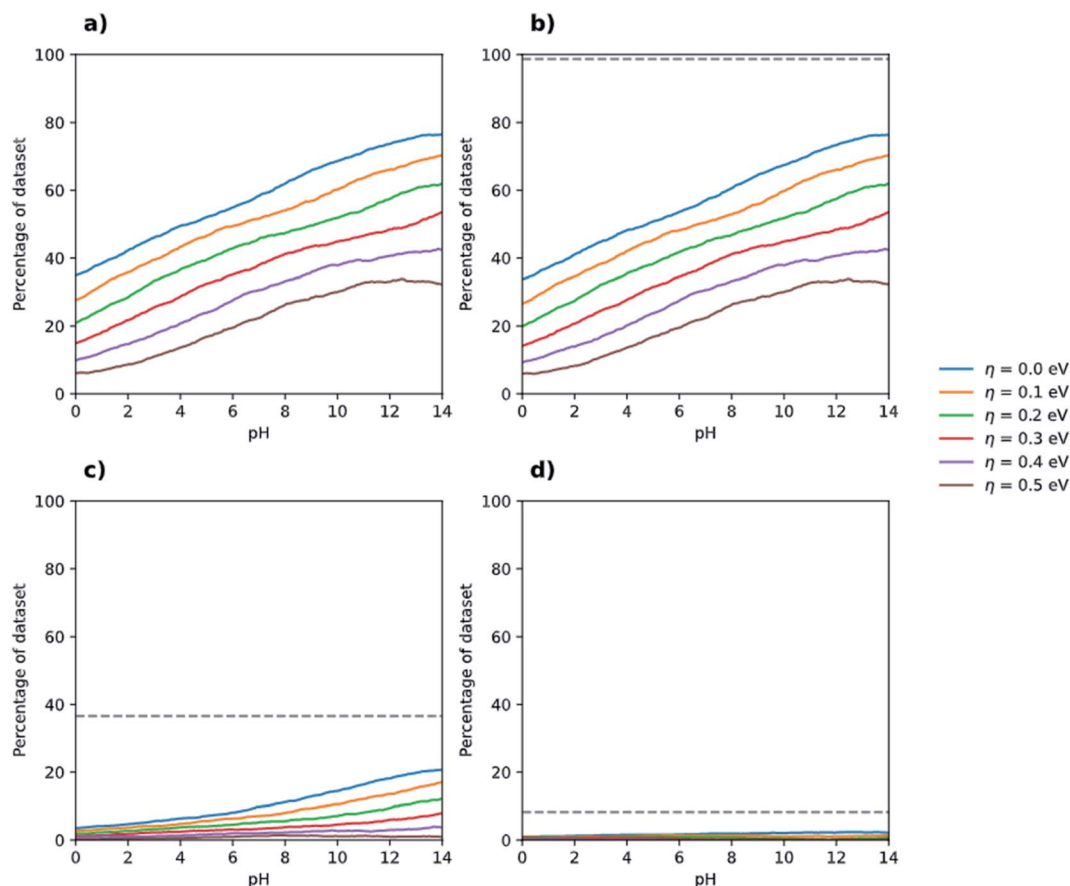 a)
100
80
60
40
20
0
Percentage of dataset
0 2 4 6 8 10 12 14
pH
b)
100
80
60
40
20
0
Percentage of dataset
0 2 4 6 8 10 12 14
pH
η = 0.0 eV
η = 0.1 eV
η = 0.2 eV
η = 0.3 eV
η = 0.4 eV
η = 0.5 eV
c)
100
80
60
40
20
0
Percentage of dataset
0 2 4 6 8 10 12 14
pH
d)
100
80
60
40
20
0
Percentage of dataset
0 2 4 6 8 10 12 14
pH